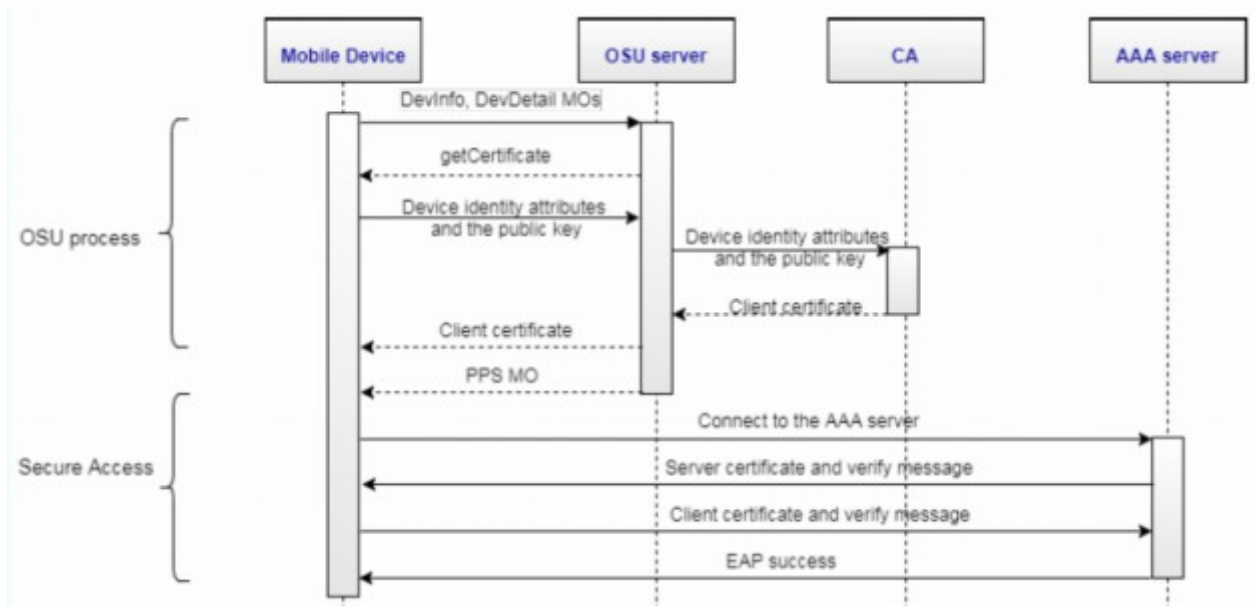 Mobile Device
OSU server
CA
AAA server
DevInfo, DevDetail MOs
getCertificate
Device identity attributes
and the public key
OSU process
Device identity attributes
and the public key
Client certificate
Client certificate
PPS MO
Connect to the AAA server
Secure Access
Server certificate and verify message
Client certificate and verify message
EAP success